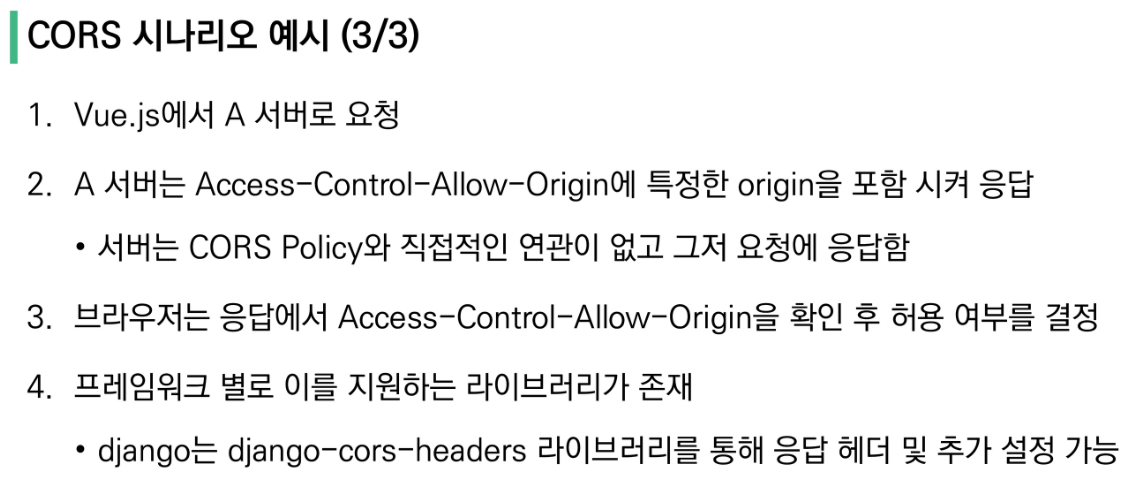 CORS 시나리오 예시 (3/3)
1. Vue.js에서 A 서버로 요청
2. A 서버는 Access-Control-Allow-Origin에 특정한 origin을 포함 시켜 응답
• 서버는 CORS Policy와 직접적인 연관이 없고 그저 요청에 응답함
3. 브라우저는 응답에서 Access-Control-Allow-Origin을 확인 후 허용 여부를 결정
4. 프레임워크 별로 이를 지원하는 라이브러리가 존재
• django는 django-cors-headers 라이브러리를 통해 응답 헤더 및 추가 설정 가능